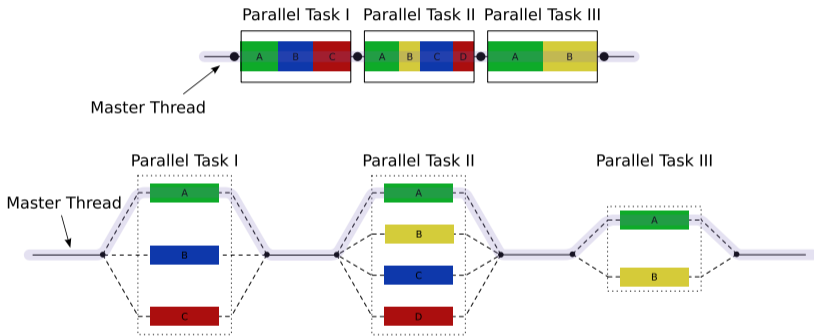 Parallel Task I Parallel Task II Parallel Task III
A B C A B C D A B
Master Thread
Parallel Task I Parallel Task II Parallel Task III
A A
Master Thread A
B
B
C B
C D